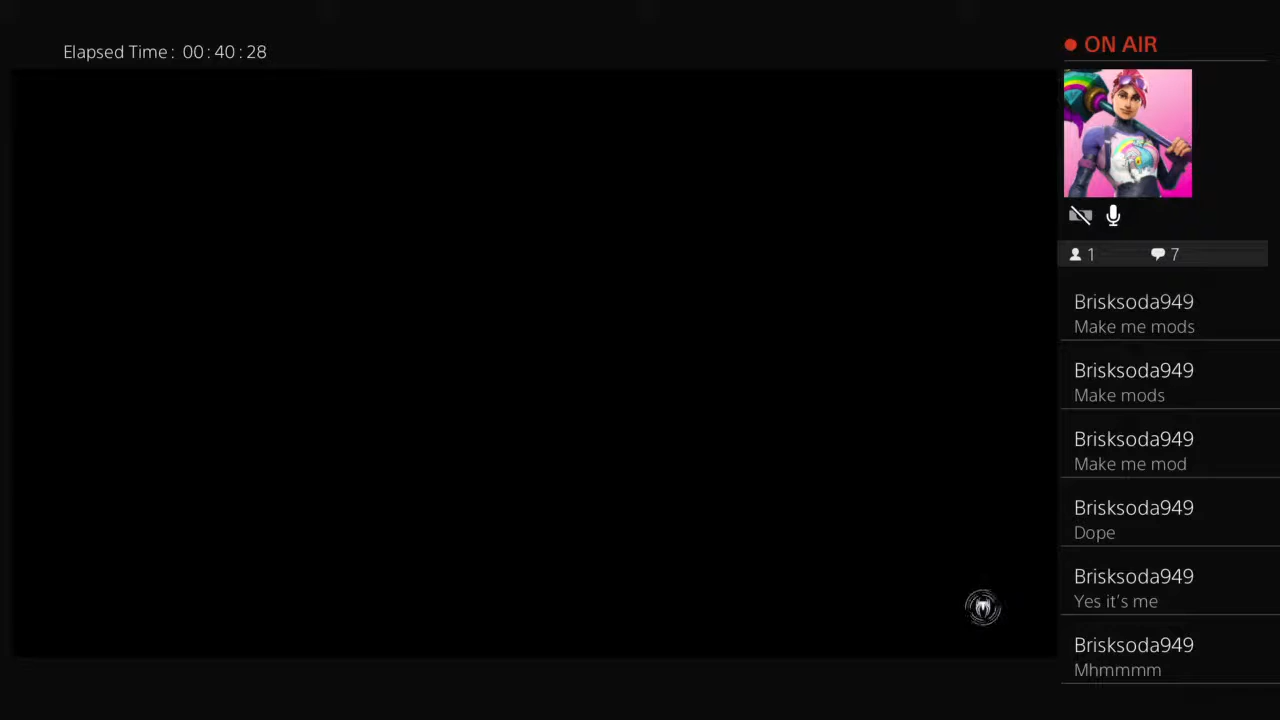 Elapsed Time: 00:40:28
ON AIR
1 7
Brisksoda949
Make me mods
Brisksoda949
Make mods
Brisksoda949
Make me mod
Brisksoda949
Dope
Brisksoda949
Yes it's me
Brisksoda949
Mhmmmm